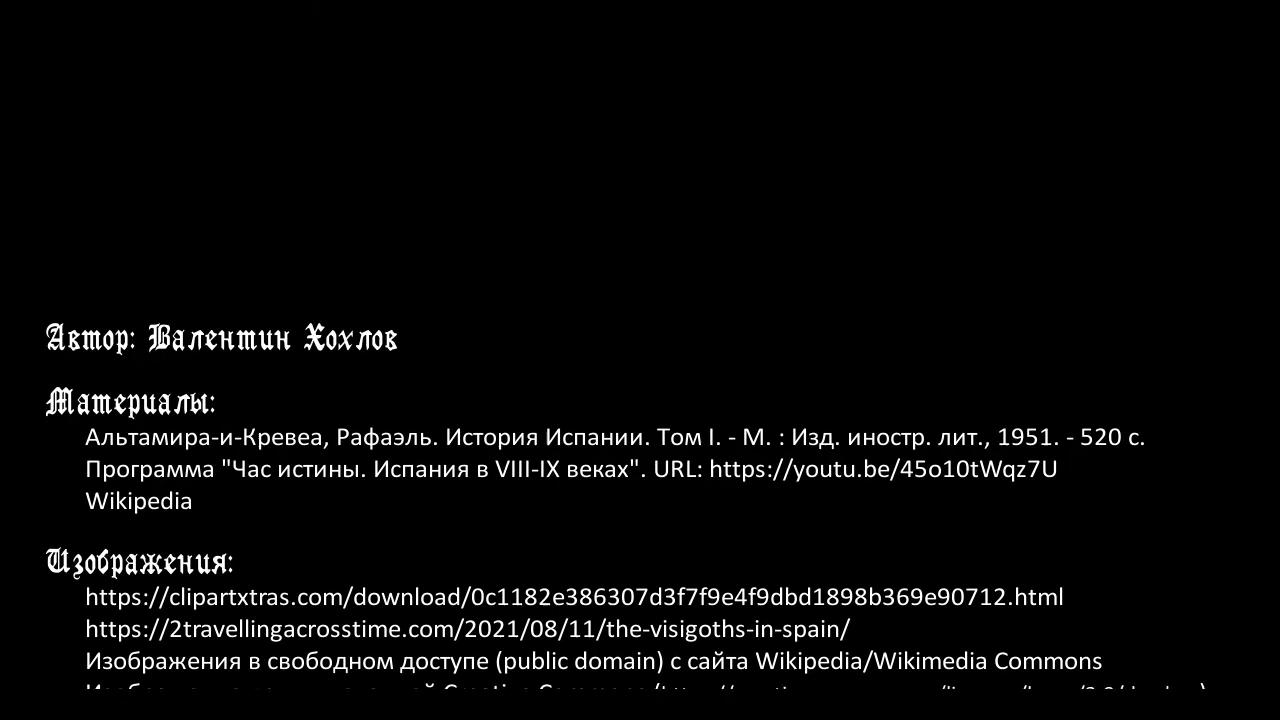 Автор: Валентин Хохлов
Материалы:
Альтамира-и-Кревеа, Рафаэль. История Испании. Том I. - М. : Изд. иностр. лит., 1951. - 520 с.
Программа "Час истины. Испания в VIII-IX веках". URL: https://youtu.be/45o10tWqz7U
Wikipedia
Изображения:
https://clipartxtras.com/download/0c1182e386307d3f7f9e4f9dbd1898b369e90712.html
https://2travellingacrosstime.com/2021/08/11/the-visigoths-in-spain/
Изображения в свободном доступе (public domain) с сайта Wikipedia/Wikimedia Commons
Creative Commons